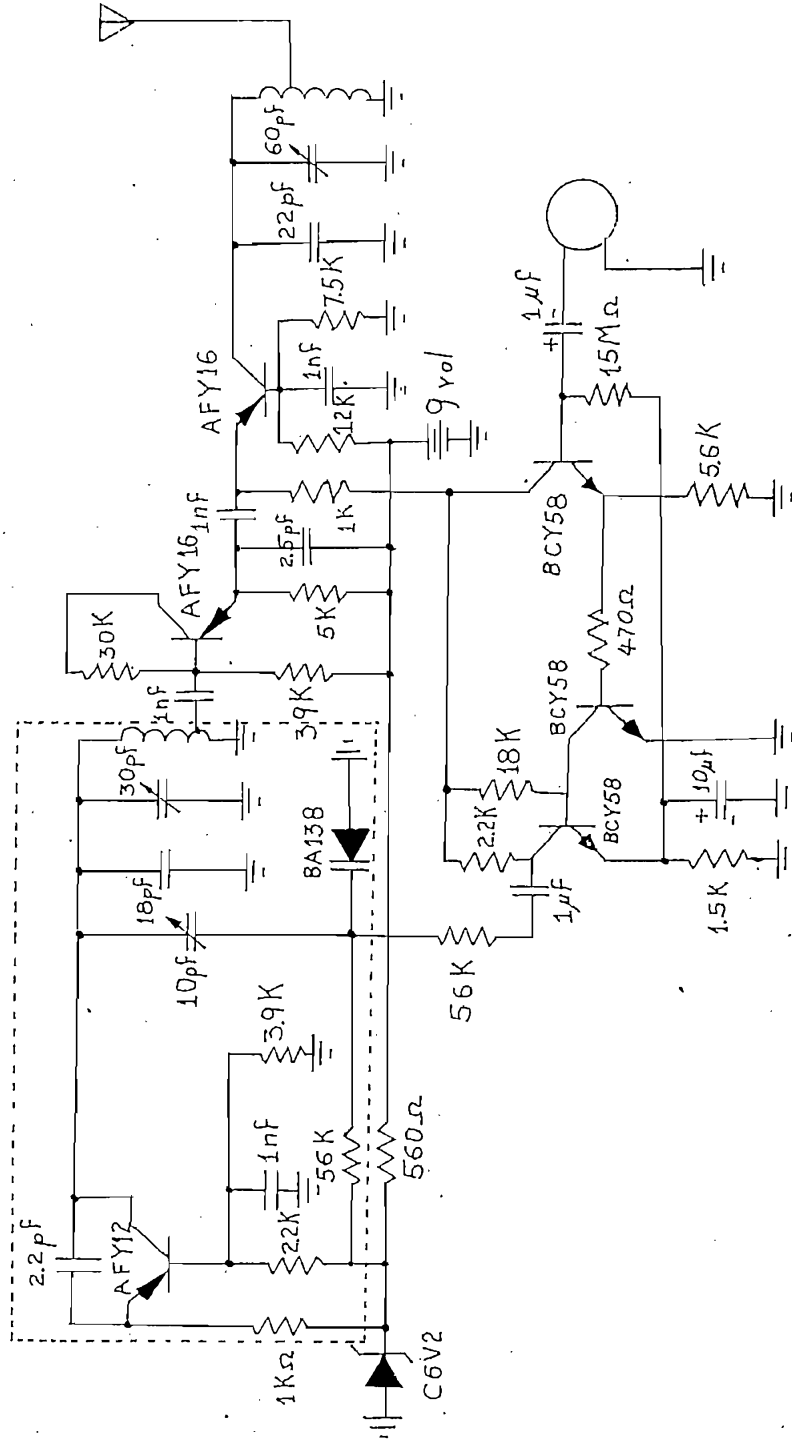 2.2pf
AFY12
1KΩ
C6V2
22K
1nf
3.9K
56K
560Ω
10pf
18pf
30pf
BA138
1nf
30K
AFY16
3.9K
5K
2.5pf
1nf
1K
AFY16
12K
1nf
7.5K
22pf
60pf
9 Vol
56K
1µf
2.2K
18K
BCY58
1.5K
+ 10µf -
BCY58
470Ω
BCY58
5.6K
15MΩ
1µf
+ -